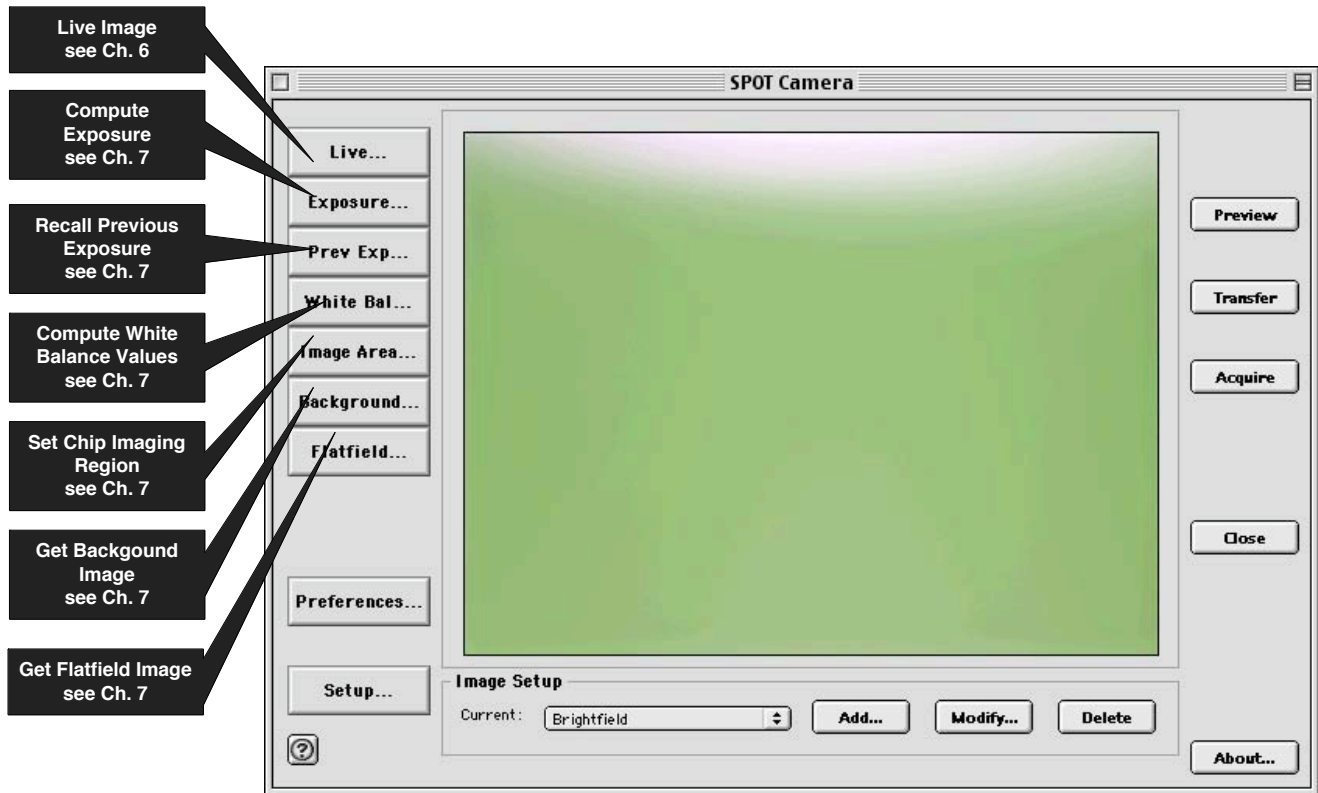 Live Image
see Ch. 6
Compute
Exposure
see Ch. 7
Recall Previous
Exposure
see Ch. 7
Compute White
Balance Values
see Ch. 7
Set Chip Imaging
Region
see Ch. 7
Get Backgound
Image
see Ch. 7
Get Flatfield Image
see Ch. 7
SPOT Camera
Live...
Exposure...
Prev Exp...
White Bal...
Image Area...
Background...
Flatfield...
Preferences...
Setup...
?
Image Setup
Current:
Brightfield
Add...
Modify...
Delete
Preview
Transfer
Acquire
Close
About...